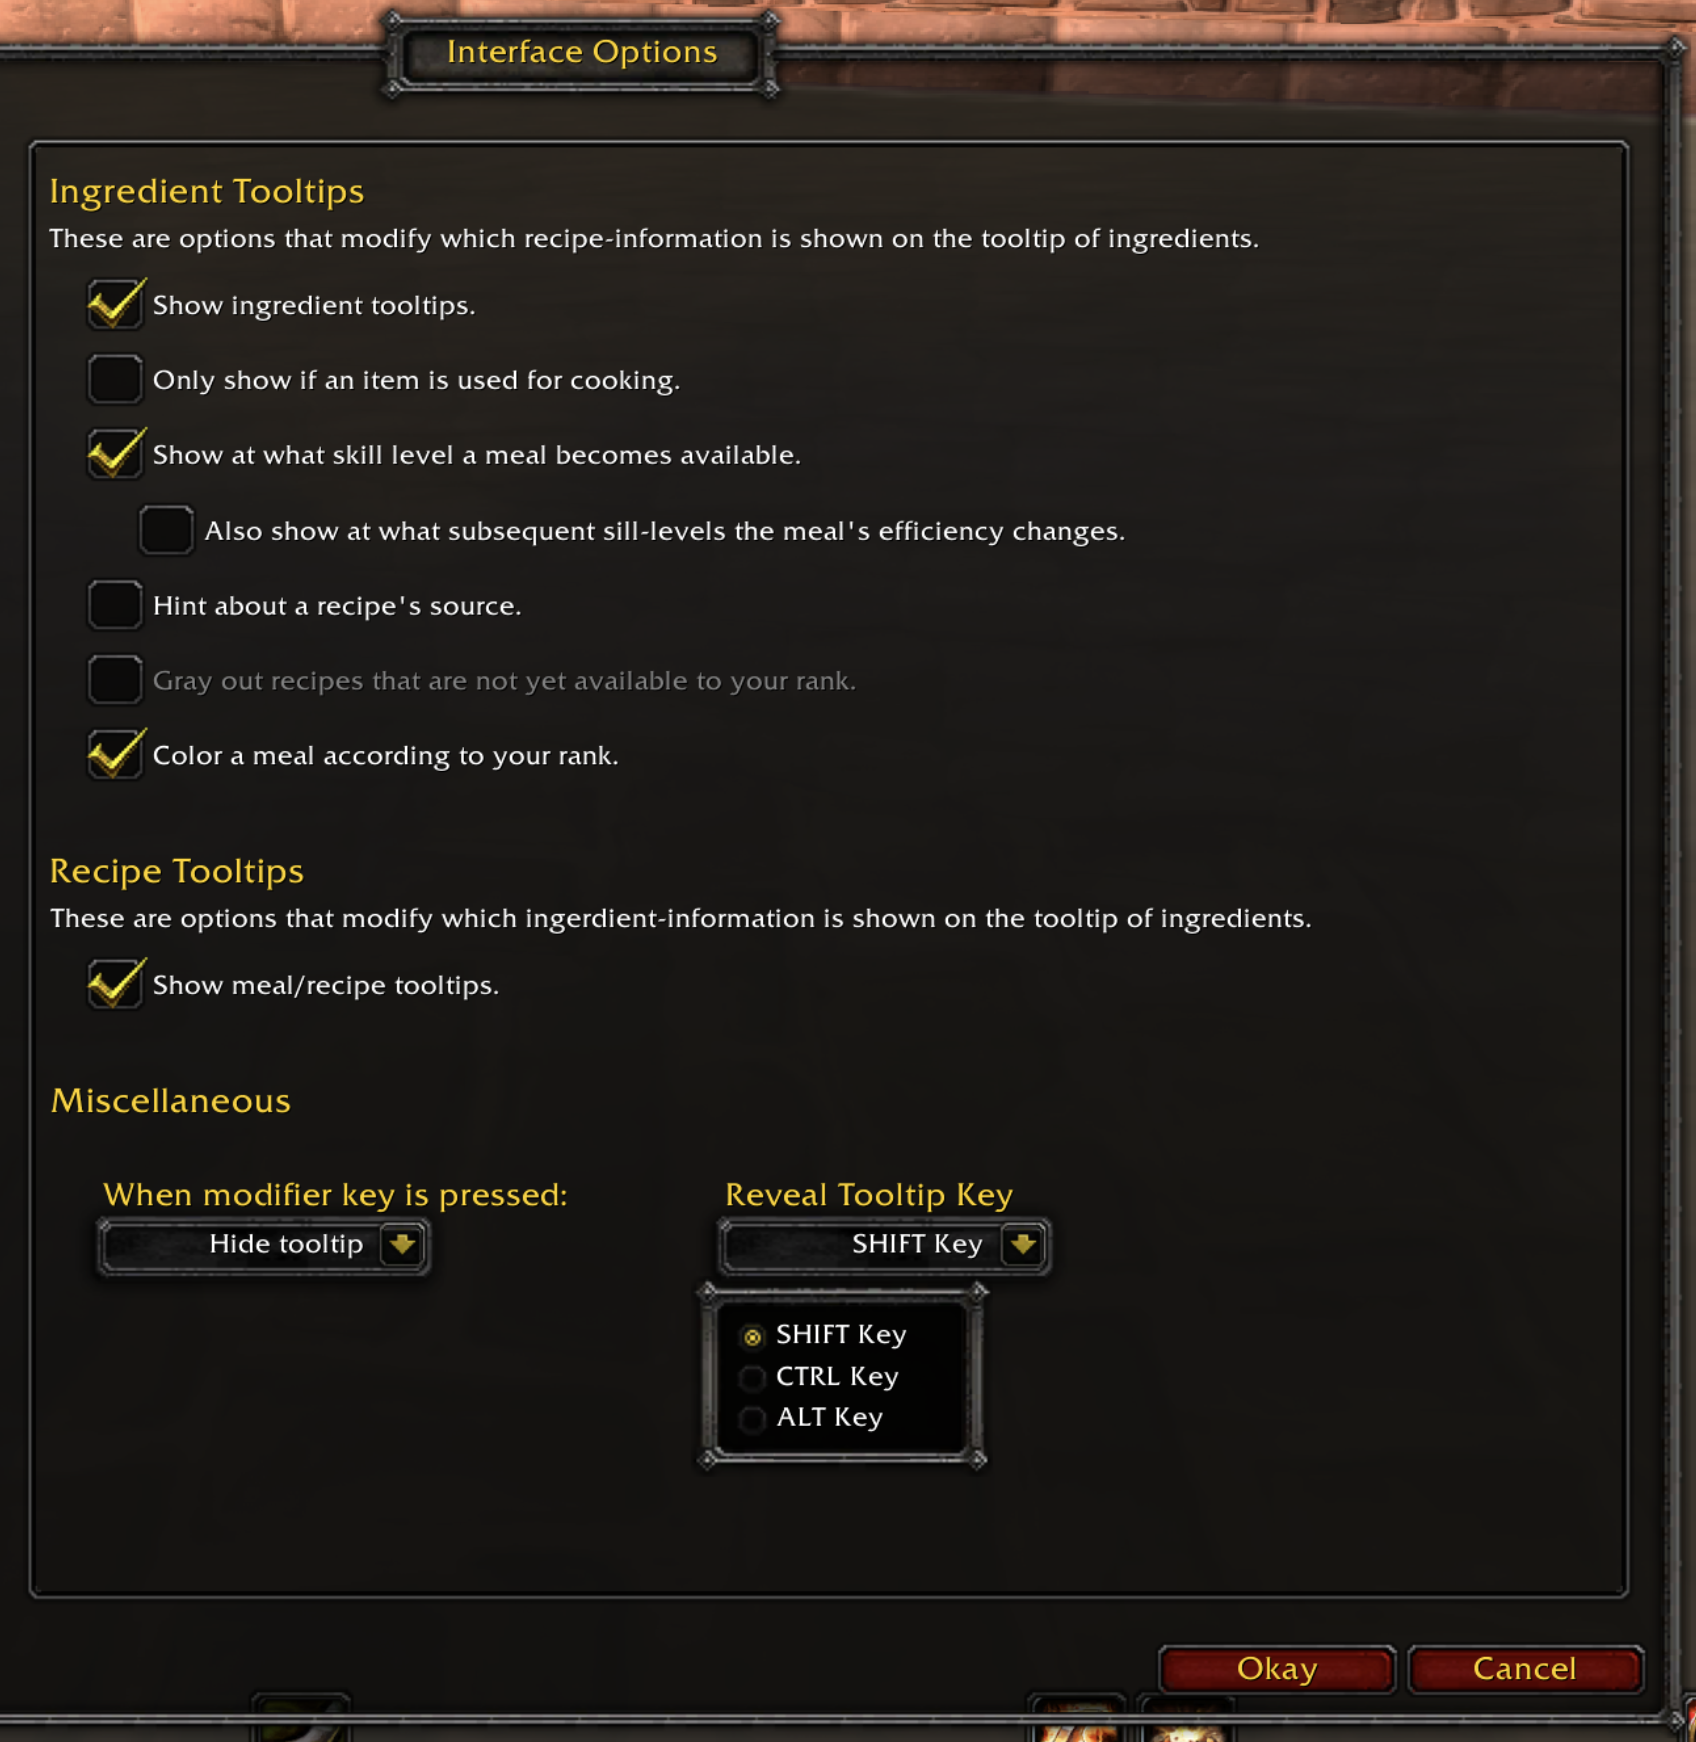 Interface Options
Ingredient Tooltips
These are options that modify which recipe-information is shown on the tooltip of ingredients.
Show ingredient tooltips.
Only show if an item is used for cooking.
Show at what skill level a meal becomes available.
Also show at what subsequent sill-levels the meal's efficiency changes.
Hint about a recipe's source.
Gray out recipes that are not yet available to your rank.
Color a meal according to your rank.
Recipe Tooltips
These are options that modify which ingerdient-information is shown on the tooltip of ingredients.
Show meal/recipe tooltips.
Miscellaneous
When modifier key is pressed:
Hide tooltip
Reveal Tooltip Key
SHIFT Key
SHIFT Key
CTRL Key
ALT Key
Okay
Cancel